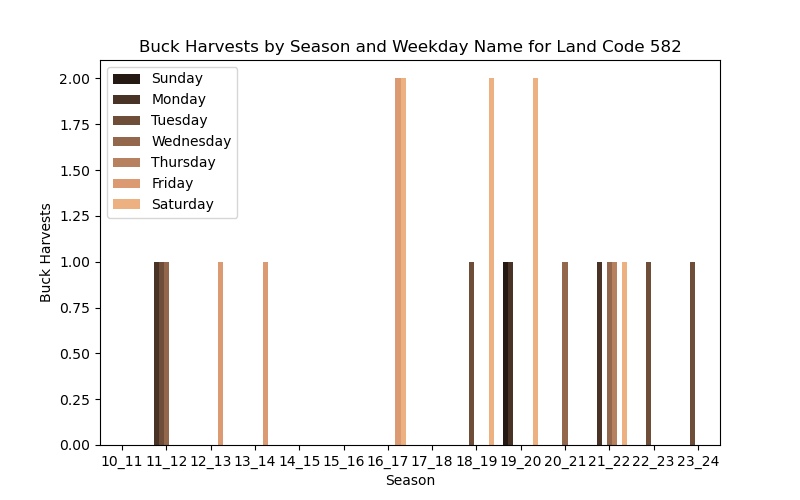 Buck Harvests by Season and Weekday Name for Land Code 582
2.00
1.75
1.50
1.25
1.00
0.75
0.50
0.25
0.00
Buck Harvests
Sunday
Monday
Tuesday
Wednesday
Thursday
Friday
Saturday
10_11 11_12 12_13 13_14 14_15 15_16 16_17 17_18 18_19 19_20 20_21 21_22 22_23 23_24
Season